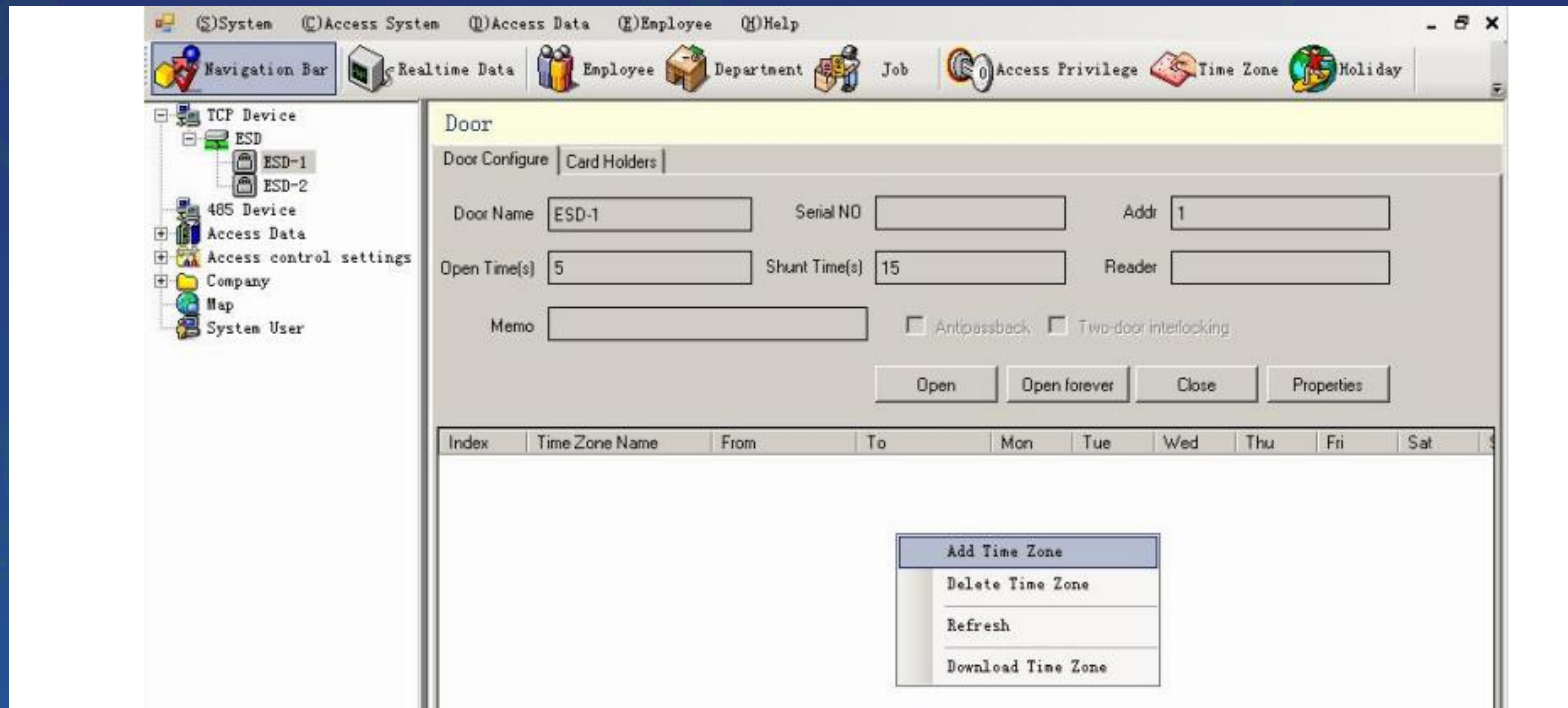 (S)System (C)Access System (D)Access Data (E)Employee (H)Help
Navigation Bar Realtime Data Employee Department Job Access Privilege Time Zone Holiday
TCP Device
ESD
ESD-1
ESD-2
485 Device
Access Data
Access control settings
Company
Map
System User
Door
Door Configure Card Holders
Door Name ESD-1 Serial NO Addr 1
Open Time(s) 5 Shunt Time(s) 15 Reader
Memo Antipassback Two-door interlocking
Open Open forever Close Properties
Index Time Zone Name From To Mon Tue Wed Thu Fri Sat
Add Time Zone
Delete Time Zone
Refresh
Download Time Zone